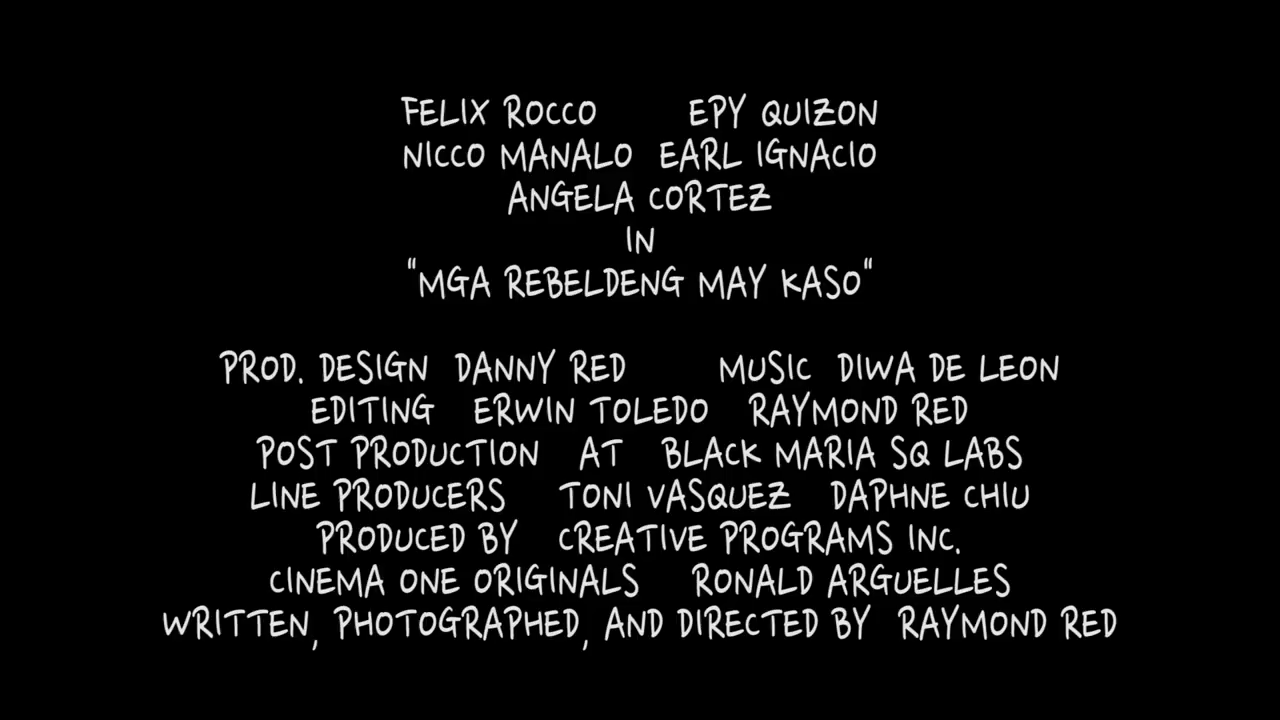 FELIX ROCCO EPY QUIZON
NICCO MANALO EARL IGNACIO
ANGELA CORTEZ
IN
"MGA REBELDENG MAY KASO"
PROD. DESIGN DANNY RED MUSIC DIWA DE LEON
EDITING ERWIN TOLEDO RAYMOND RED
POST PRODUCTION AT BLACK MARIA SQ LABS
LINE PRODUCERS TONI VASQUEZ DAPHNE CHIU
PRODUCED BY CREATIVE PROGRAMS INC.
CINEMA ONE ORIGINALS RONALD ARGUELLES
WRITTEN, PHOTOGRAPHED, AND DIRECTED BY RAYMOND RED